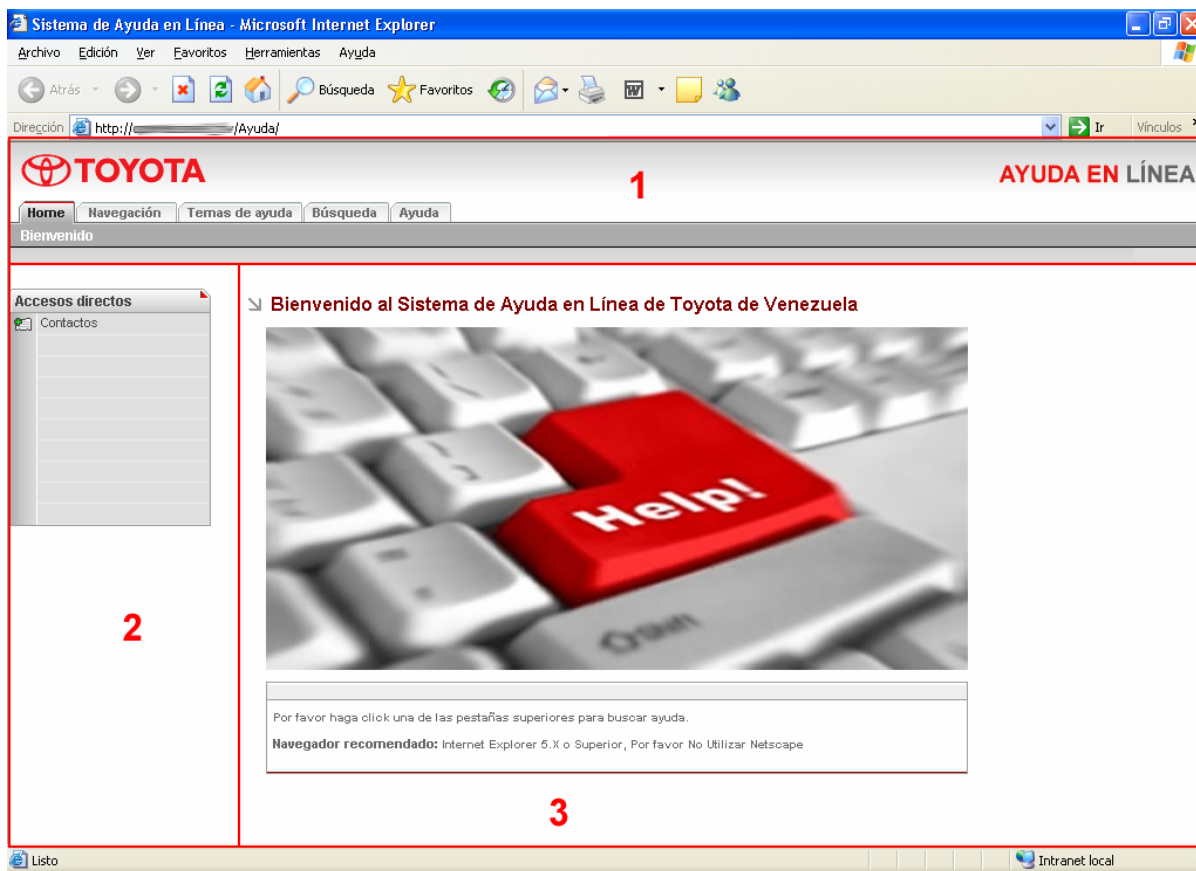 Sistema de Ayuda en Línea - Microsoft Internet Explorer
Archivo Edición Ver Favoritos Herramientas Ayuda
Atrás Búsqueda Favoritos
Dirección http:// /Ayuda/ Ir Vínculos
TOYOTA
1
AYUDA EN LÍNEA
Home Navegación Temas de ayuda Búsqueda Ayuda
Bienvenido
Accesos directos
Contactos
2
Bienvenido al Sistema de Ayuda en Línea de Toyota de Venezuela
Help!
Shift
Por favor haga click una de las pestañas superiores para buscar ayuda.
Navegador recomendado: Internet Explorer 5.X o Superior, Por favor No Utilizar Netscape
3
Listo Intranet local